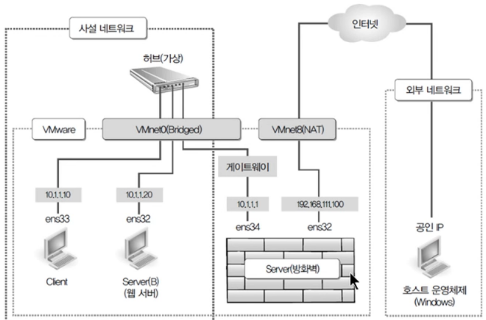 인터넷
사설 네트워크
허브(가상)
외부 네트워크
VMware
VMnet0(Bridged)
VMnet8(NAT)
게이트웨이
10.1.1.10
10.1.1.20
10.1.1.1
192.168.111.100
ens33
ens32
ens34
ens32
공인 IP
Server(방화벽)
Client
Server(B)
(웹 서버)
호스트 운영체제
(Windows)